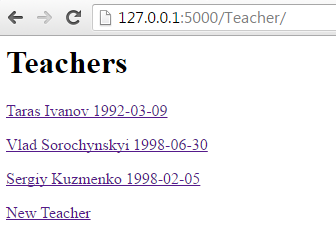 127.0.0.1:5000/Teacher/
Teachers
Taras Ivanov 1992-03-09
Vlad Sorochynskyi 1998-06-30
Sergiy Kuzmenko 1998-02-05
New Teacher